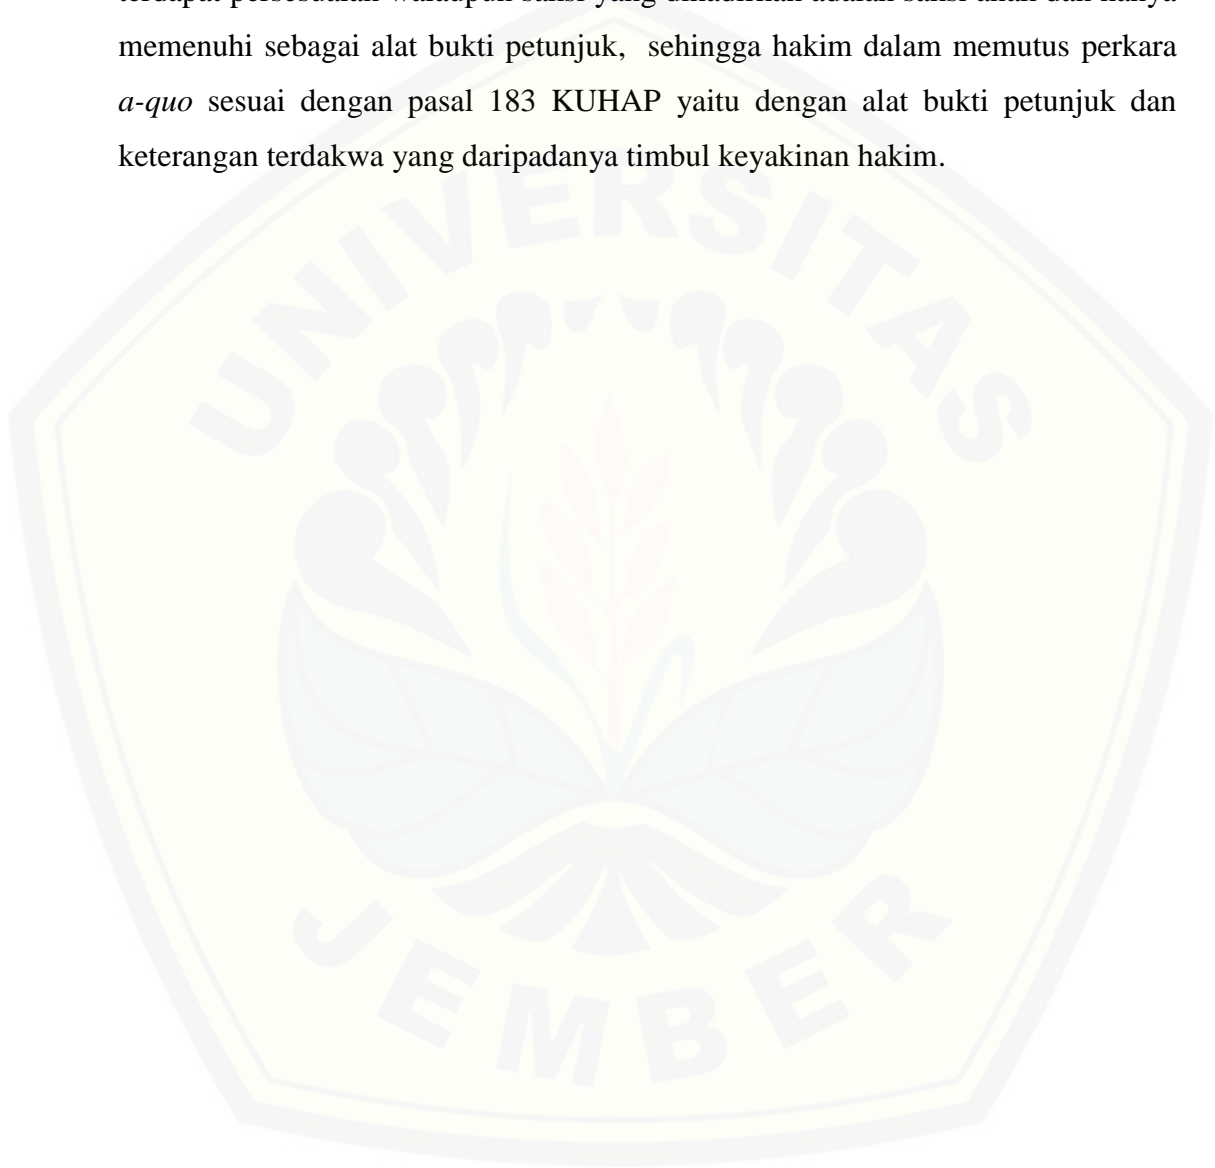 memenuhi sebagai alat bukti petunjuk,  sehingga hakim dalam memutus perkara
a-quo sesuai dengan pasal 183 KUHAP yaitu dengan alat bukti petunjuk dan
keterangan terdakwa yang daripadanya timbul keyakinan hakim.
UNIVERSITAS
JEMBER